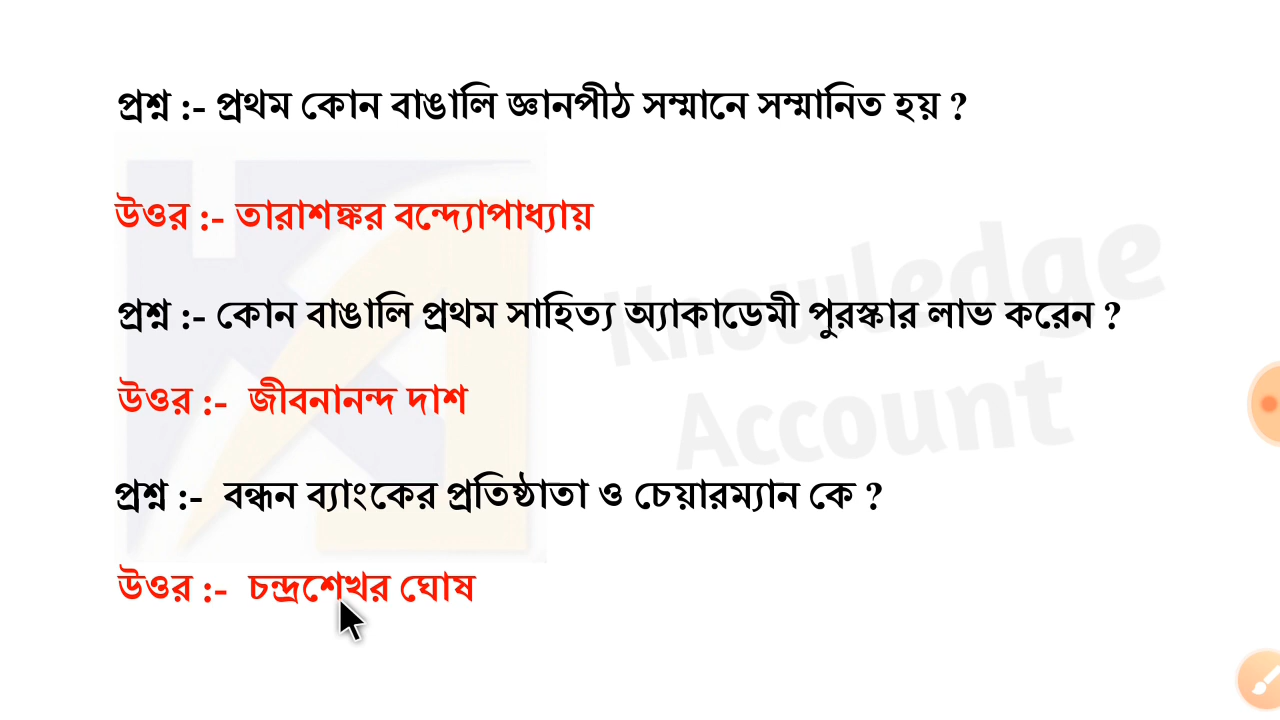 প্রশ্ন :- প্রথম কোন বাঙালি জ্ঞানপীঠ সম্মানে সম্মানিত হয় ?
উওর :- তারাশঙ্কর বন্দ্যোপাধ্যায়
প্রশ্ন :- কোন বাঙালি প্রথম সাহিত্য অ্যাকাডেমী পুরস্কার লাভ করেন ?
উওর :- জীবনানন্দ দাশ
প্রশ্ন :- বন্ধন ব্যাংকের প্রতিষ্ঠাতা ও চেয়ারম্যান কে ?
উওর :- চন্দ্রশেখর ঘোষ
Knowledge
Account